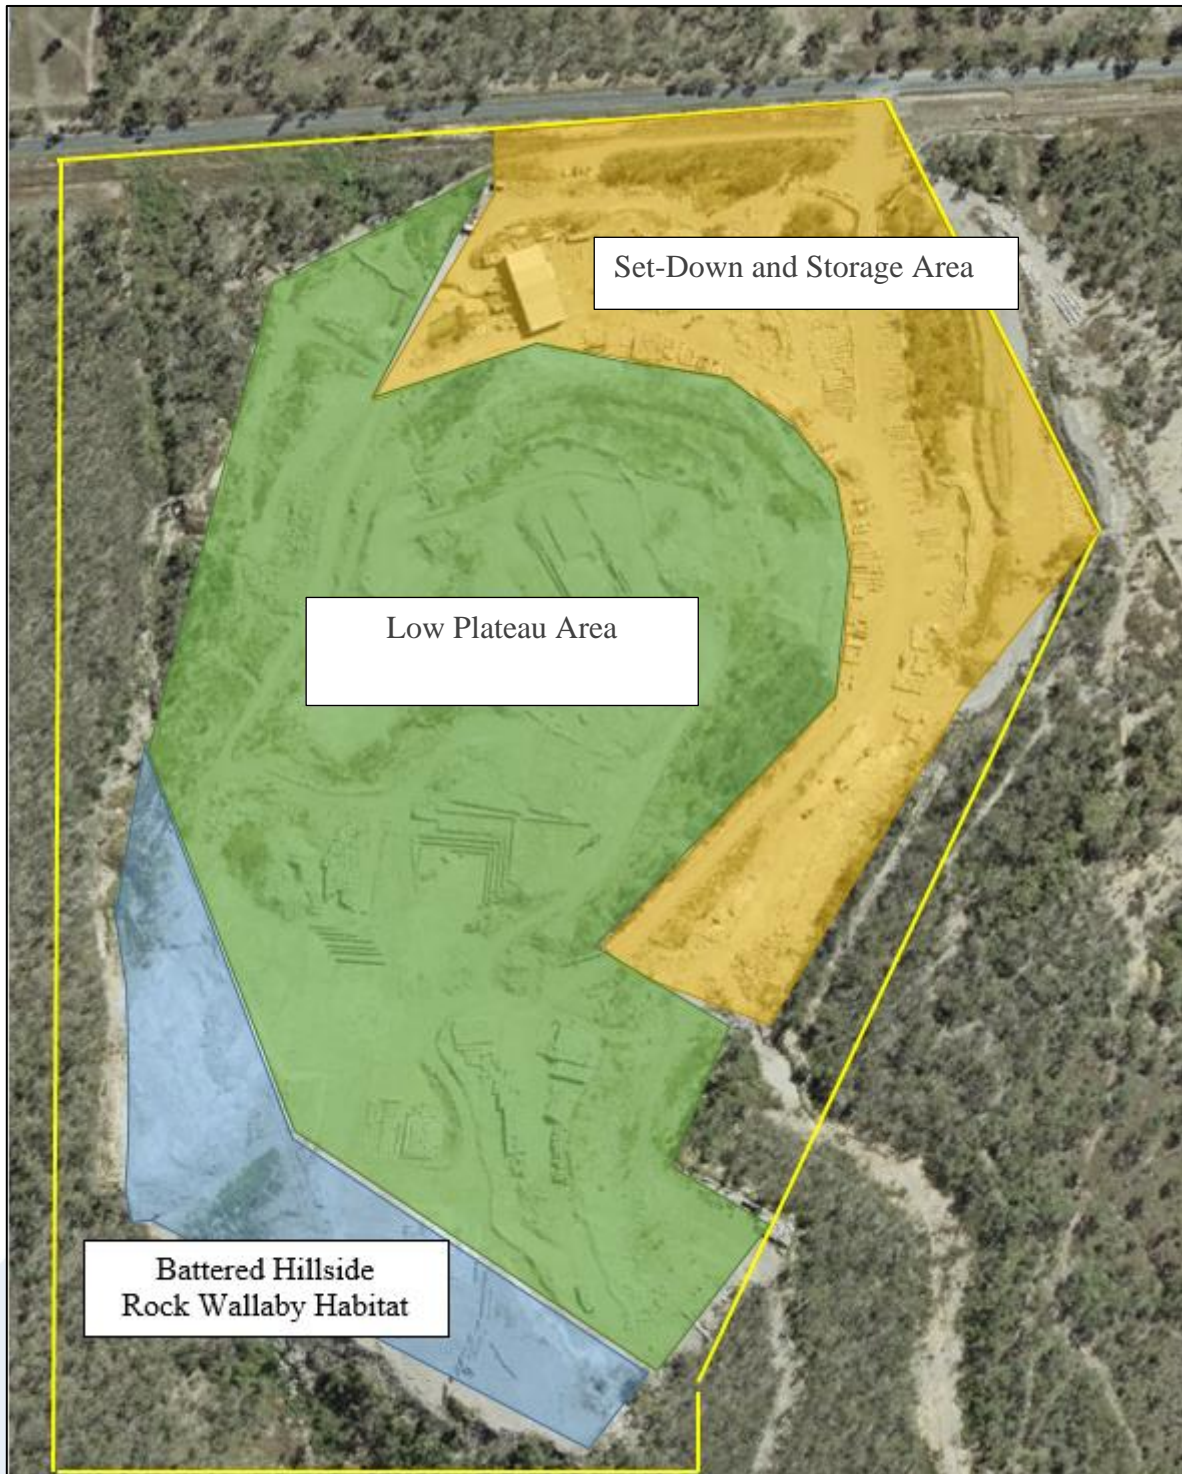 Set-Down and Storage Area
Low Plateau Area
Battered Hillside
Rock Wallaby Habitat